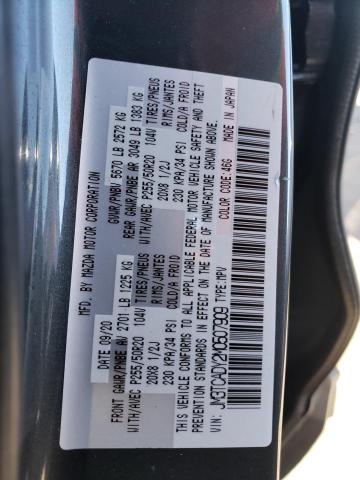 MFD. BY MAZDA MOTOR CORPORATION
09/20 GVWR/PNBV 5670 LB 2572 KG
FRONT GAWR/PNBE AV 2701 LB 1225 KG REAR GAWR/PNBE AR 3049 LB 1383 KG
WITH/AVEC P255/50R20 104V TIRES/PNEUS WITH/AVEC P255/50R20 104V TIRES/PNEUS
20X8 1/2J RIMS/JANTES 20X8 1/2J RIMS/JANTES
230 KPA/34 PSI COLD/A FROID 230 KPA/34 PSI COLD/A FROID
THIS VEHICLE CONFORMS TO ALL APPLICABLE FEDERAL MOTOR VEHICLE SAFETY AND THEFT
PREVENTION STANDARDS IN EFFECT ON THE DATE OF MANUFACTURE SHOWN ABOVE.
VIN: JM3TCADY2M0507909 COLOR CODE:46G MADE IN JAPAN
TYPE: MPV